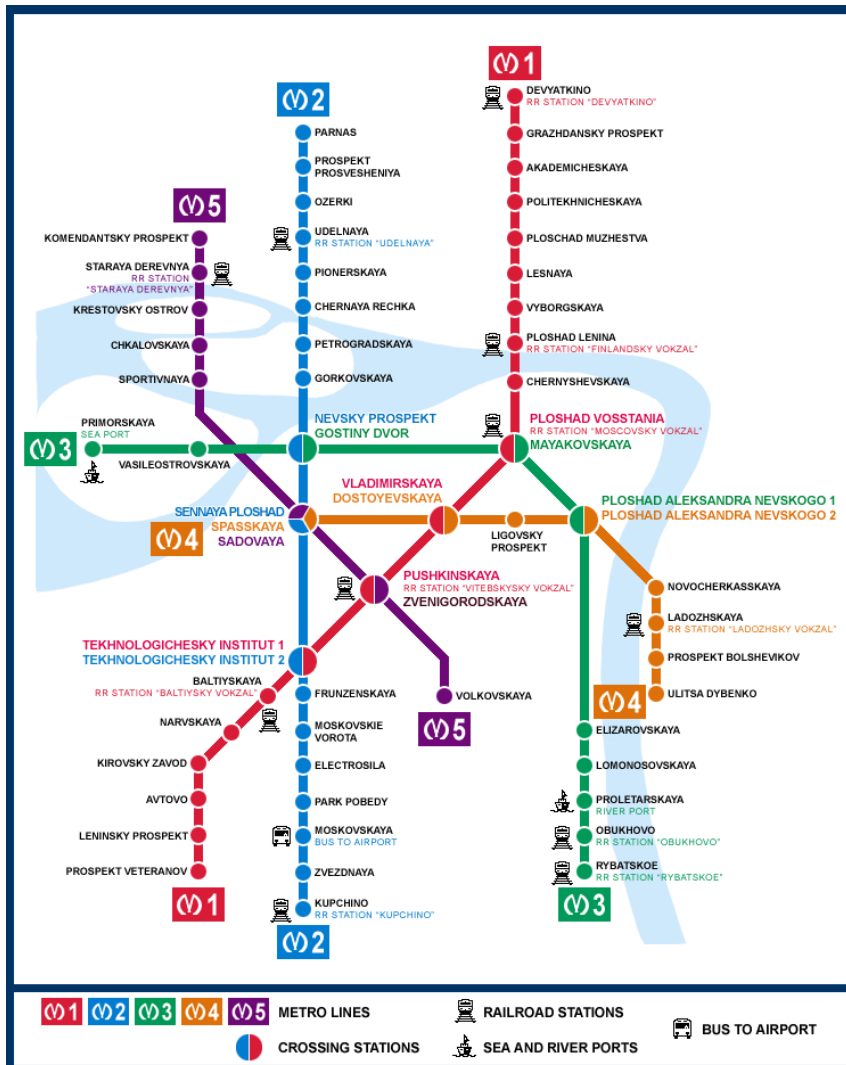 1
DEVYATKINO
RR STATION "DEVYATKINO"
GRAZHDANSKY PROSPEKT
AKADEMICHESKAYA
POLITEKHNICHESKAYA
PLOSCHAD MUZHESTVA
LESNAYA
VYBORGSKAYA
PLOSHAD LENINA
RR STATION "FINLANDSKY VOKZAL"
CHERNYSHEVSKAYA
PLOSHAD VOSSTANIA
RR STATION "MOSCOVSKY VOKZAL"
MAYAKOVSKAYA
2
PARNAS
PROSPEKT
PROSVESHENIYA
OZERKI
UDELNAYA
RR STATION "UDELNAYA"
PIONERSKAYA
CHERNAYA RECHKA
PETROGRADSKAYA
GORKOVSKAYA
NEVSKY PROSPEKT
GOSTINY DVOR
5
KOMENDANTSKY PROSPEKT
STARAYA DEREVNYA
RR STATION
"STARAYA DEREVNYA"
KRESTOVSKY OSTROV
CHKALOVSKAYA
SPORTIVNAYA
3
PRIMORSKAYA
SEA PORT
VASILEOSTROVSKAYA
VLADIMIRSKAYA
DOSTOYEVSKAYA
4
SENNAYA PLOSHAD
SPASSKAYA
SADOVAYA
LIGOVSKY
PROSPEKT
PLOSHAD ALEKSANDRA NEVSKOGO 1
PLOSHAD ALEKSANDRA NEVSKOGO 2
PUSHKINSKAYA
RR STATION "VITEBSKYSKY VOKZAL"
ZVENIGORODSKAYA
NOVOCHERKASSKAYA
LADOZHSKAYA
RR STATION "LADOZHSKY VOKZAL"
PROSPEKT BOLSHEVIKOV
ULITSA DYBENKO
4
TEKHNOLOGICHESKY INSTITUT 1
TEKHNOLOGICHESKY INSTITUT 2
BALTIYSKAYA
RR STATION "BALTIYSKY VOKZAL"
NARVSKAYA
KIROVSKY ZAVOD
AVTOVO
LENINSKY PROSPEKT
PROSPEKT VETERANOV
1
FRUNZENSKAYA
MOSKOVSKIE
VOROTA
ELECTROSILA
PARK POBEDY
MOSKOVSKAYA
BUS TO AIRPORT
ZVEZDNAYA
KUPCHINO
RR STATION "KUPCHINO"
2
VOLKOVSKAYA
5
ELIZAROVSKAYA
LOMONOSOVSKAYA
PROLETARSKAYA
RIVER PORT
OBUKHOVO
RR STATION "OBUKHOVO"
RYBATSKOE
RR STATION "RYBATSKOE"
3
1 2 3 4 5 METRO LINES
CROSSING STATIONS
RAILROAD STATIONS
SEA AND RIVER PORTS
BUS TO AIRPORT